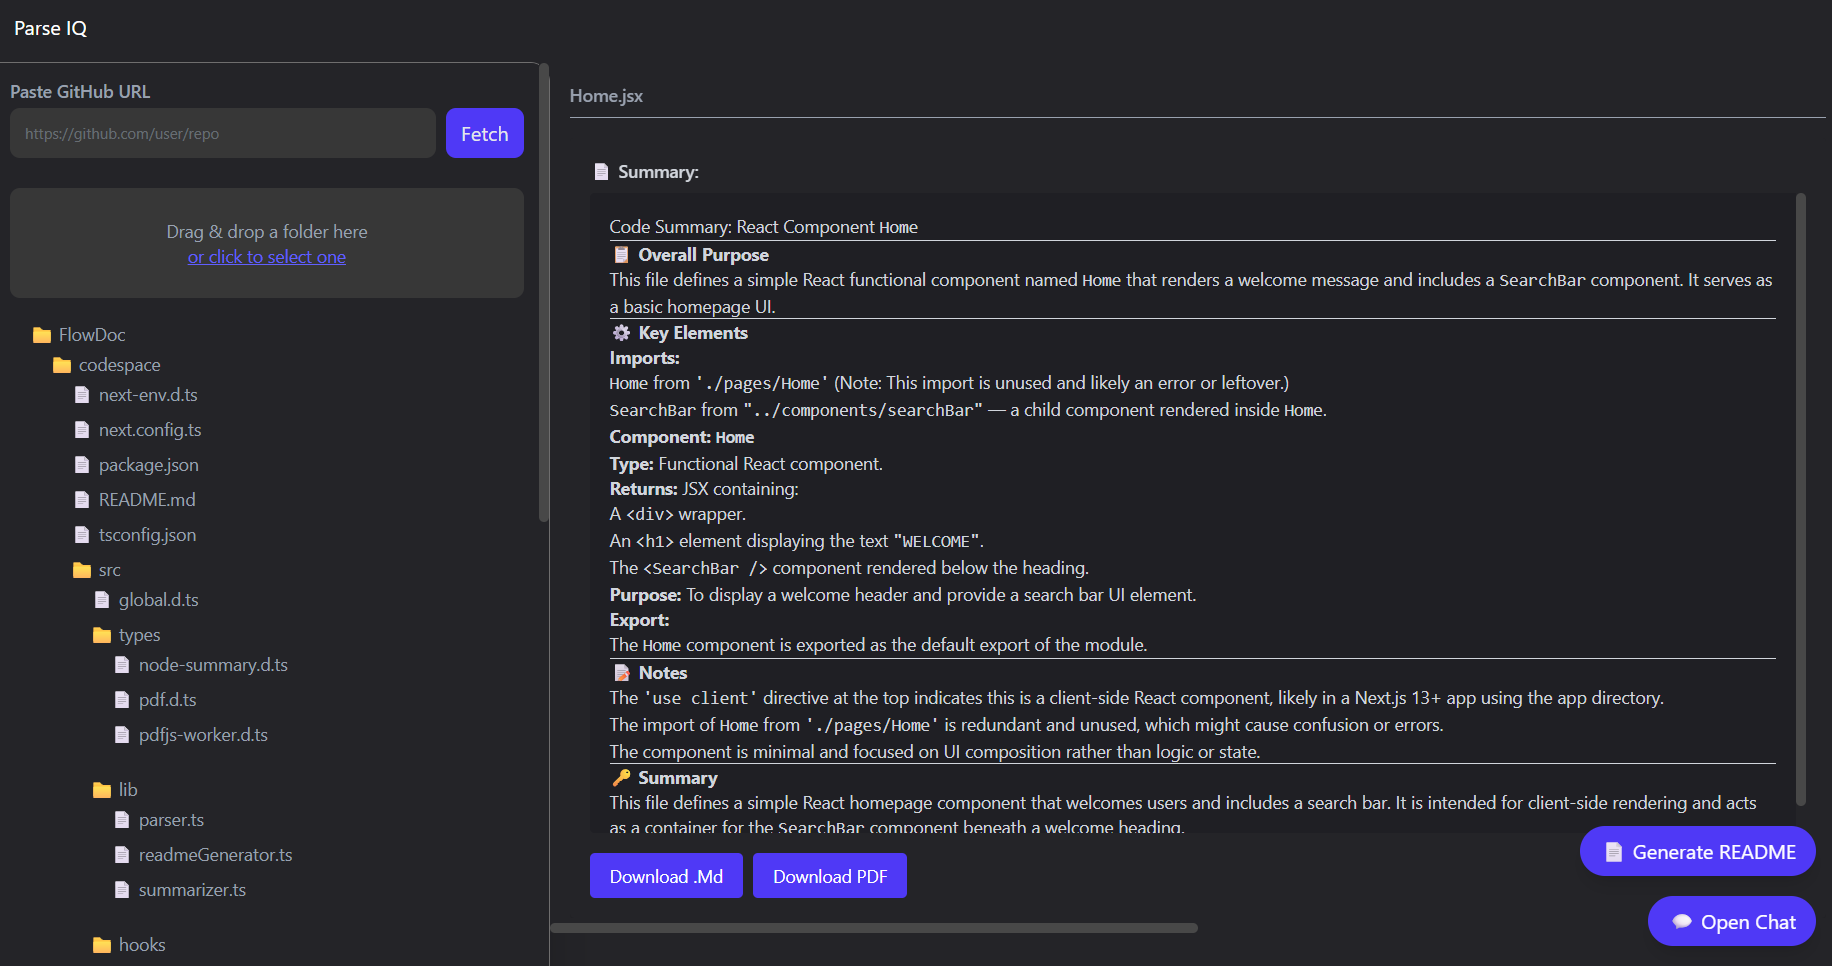 Parse IQ
Paste GitHub URL
https://github.com/user/repo
Fetch
Drag & drop a folder here
or click to select one
FlowDoc
codespace
next-env.d.ts
next.config.ts
package.json
README.md
tsconfig.json
src
global.d.ts
types
node-summary.d.ts
pdf.d.ts
pdfjs-worker.d.ts
lib
parser.ts
readmeGenerator.ts
summarizer.ts
hooks
Home.jsx
Summary:
Code Summary: React Component Home
Overall Purpose
This file defines a simple React functional component named Home that renders a welcome message and includes a SearchBar component. It serves as
a basic homepage UI.
Key Elements
Imports:
Home from './pages/Home' (Note: This import is unused and likely an error or leftover.)
SearchBar from "../components/searchBar" — a child component rendered inside Home.
Component: Home
Type: Functional React component.
Returns: JSX containing:
A <div> wrapper.
An <h1> element displaying the text "WELCOME".
The <SearchBar /> component rendered below the heading.
Purpose: To display a welcome header and provide a search bar UI element.
Export:
The Home component is exported as the default export of the module.
Notes
The 'use client' directive at the top indicates this is a client-side React component, likely in a Next.js 13+ app using the app directory.
The import of Home from './pages/Home' is redundant and unused, which might cause confusion or errors.
The component is minimal and focused on UI composition rather than logic or state.
Summary
This file defines a simple React homepage component that welcomes users and includes a search bar. It is intended for client-side rendering and acts
as a container for the SearchBar component beneath a welcome heading.
Download .Md
Download PDF
Generate README
Open Chat